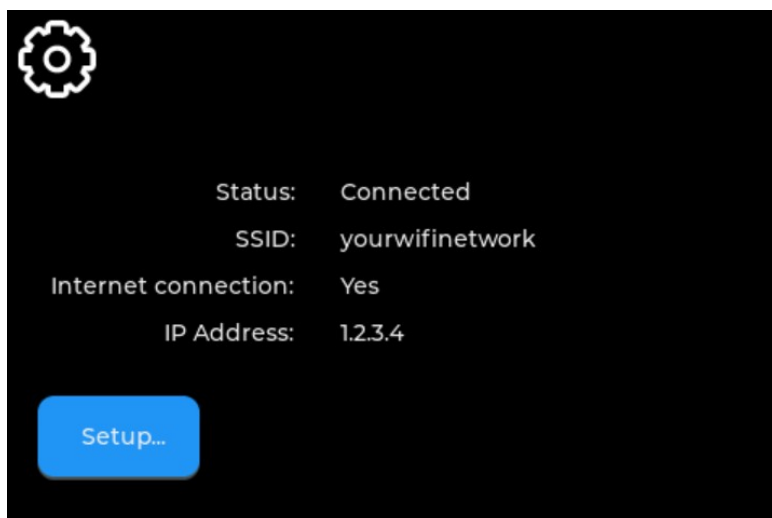 Status: Connected
SSID: yourwifinetwork
Internet connection: Yes
IP Address: 1.2.3.4
Setup...